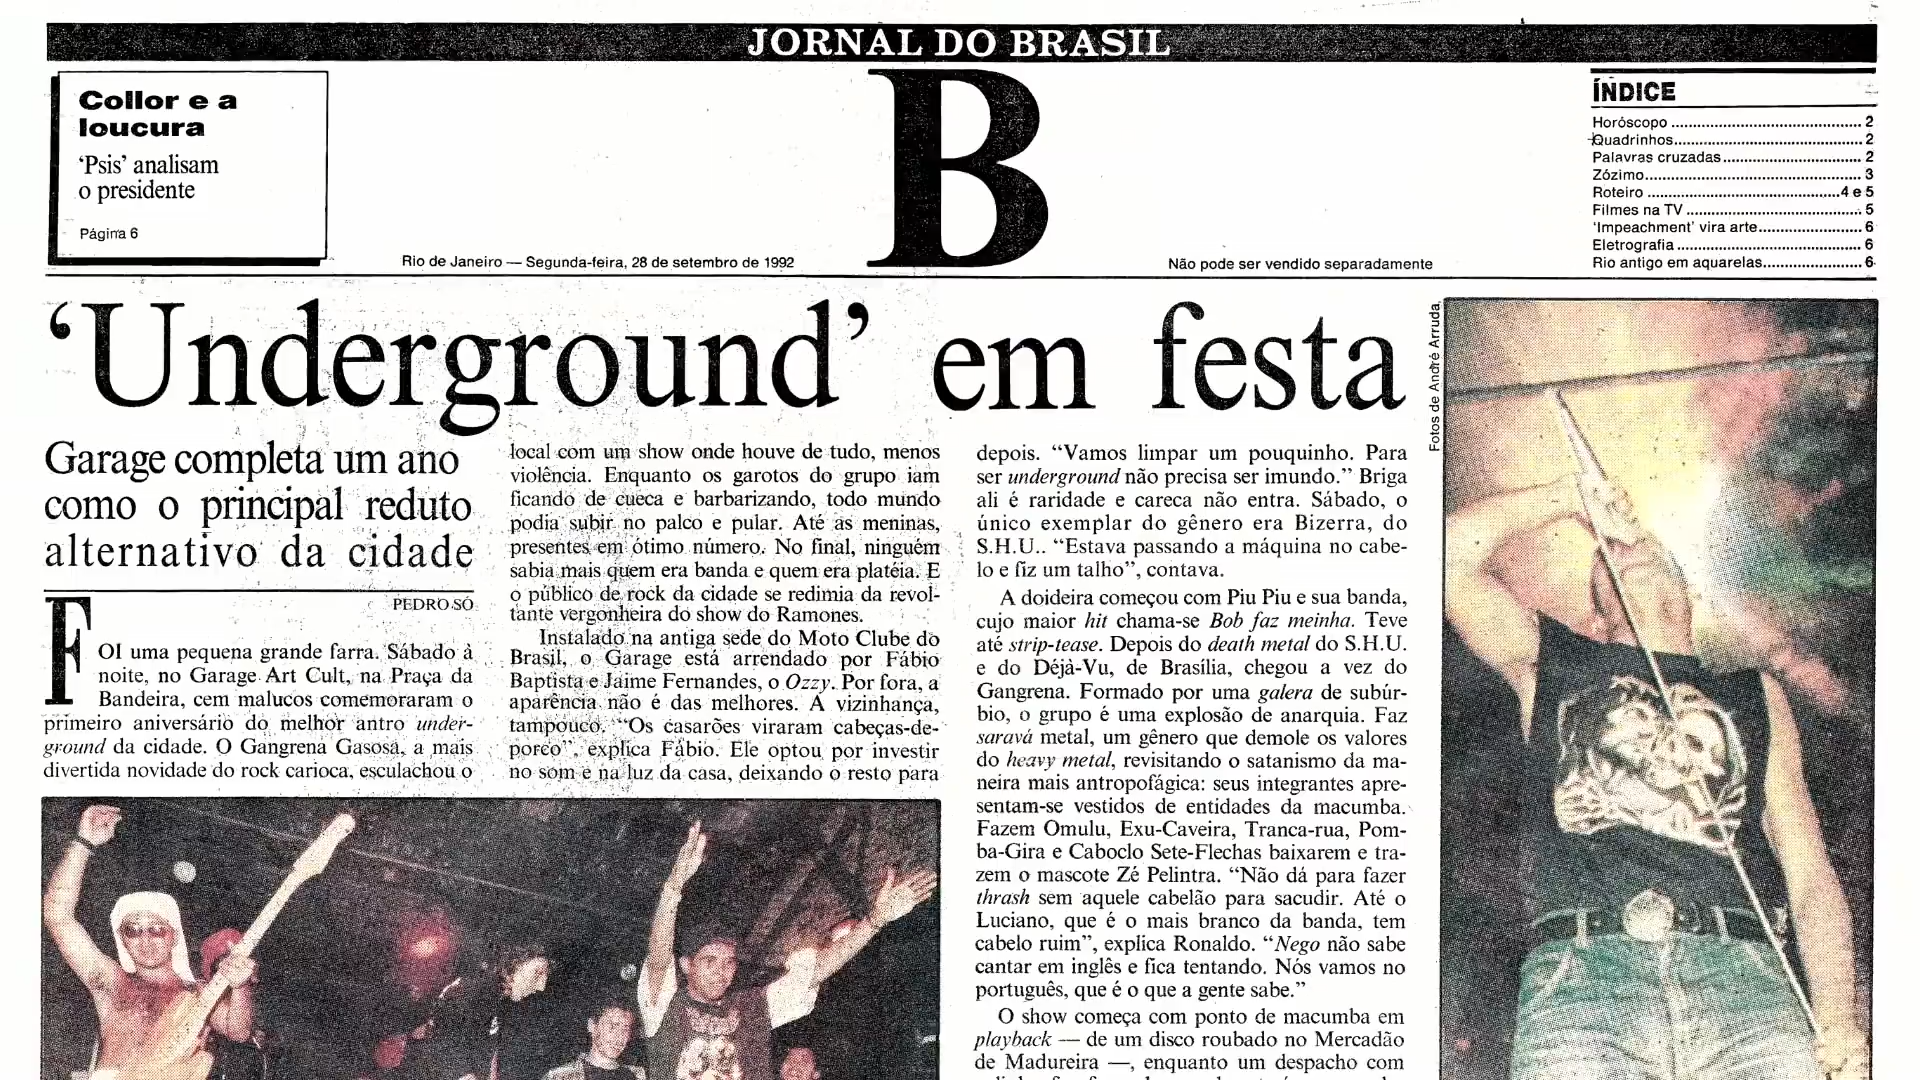 JORNAL DO BRASIL
Collor e a
loucura
‘Psis’ analisam
o presidente
Página 6
B
Rio de Janeiro — Segunda-feira, 28 de setembro de 1992
Não pode ser vendido separadamente
ÍNDICE
Horóscopo ........ 2
Quadrinhos ........ 2
Palavras cruzadas ........ 2
Zózimo ........ 3
Roteiro ........ 4 e 5
Filmes na TV ........ 5
‘Impeachment’ vira arte ........ 6
Eletrografia ........ 6
Rio antigo em aquarelas ........ 6
‘Underground’ em festa
Garage completa um ano
como o principal reduto
alternativo da cidade
PEDRO SÓ
FOI uma pequena grande farra. Sábado à
noite, no Garage Art Cult, na Praça da
Bandeira, cem malucos comemoraram o
primeiro aniversário do melhor antro under-
ground da cidade. O Gangrena Gasosa, a mais
divertida novidade do rock carioca, esculachou o
local com um show onde houve de tudo, menos
violência. Enquanto os garotos do grupo iam
ficando de cueca e barbarizando, todo mundo
podia subir no palco e pular. Até as meninas,
presentes em ótimo número. No final, ninguém
sabia mais quem era banda e quem era platéia. E
o público de rock da cidade se redimia da revol-
tante vergonheira do show do Ramones.
Instalado na antiga sede do Moto Clube do
Brasil, o Garage está arrendado por Fábio
Baptista e Jaime Fernandes, o Ozzy. Por fora, a
aparência não é das melhores. A vizinhança,
tampouco. “Os casarões viraram cabeças-de-
porco”, explica Fábio. Ele optou por investir
no som e na luz da casa, deixando o resto para
depois. “Vamos limpar um pouquinho. Para
ser underground não precisa ser imundo.” Briga
ali é raridade e careca não entra. Sábado, o
único exemplar do gênero era Bizerra, do
S.H.U.. “Estava passando a máquina no cabe-
lo e fiz um talho”, contava.
A doideira começou com Piu Piu e sua banda,
cujo maior hit chama-se Bob faz meinha. Teve
até strip-tease. Depois do death metal do S.H.U.
e do Déjà-Vu, de Brasília, chegou a vez do
Gangrena. Formado por uma galera de subúr-
bio, o grupo é uma explosão de anarquia. Faz
saravá metal, um gênero que demole os valores
do heavy metal, revisitando o satanismo da ma-
neira mais antropofágica: seus integrantes apre-
sentam-se vestidos de entidades da macumba.
Fazem Omulu, Exu-Caveira, Tranca-rua, Pom-
ba-Gira e Caboclo Sete-Flechas baixarem e tra-
zem o mascote Zé Pelintra. “Não dá para fazer
thrash sem aquele cabelão para sacudir. Até o
Luciano, que é o mais branco da banda, tem
cabelo ruim”, explica Ronaldo. “Nego não sabe
cantar em inglês e fica tentando. Nós vamos no
português, que é o que a gente sabe.”
O show começa com ponto de macumba em
playback — de um disco roubado no Mercadão
de Madureira —, enquanto um despacho com
Fotos de André Arruda